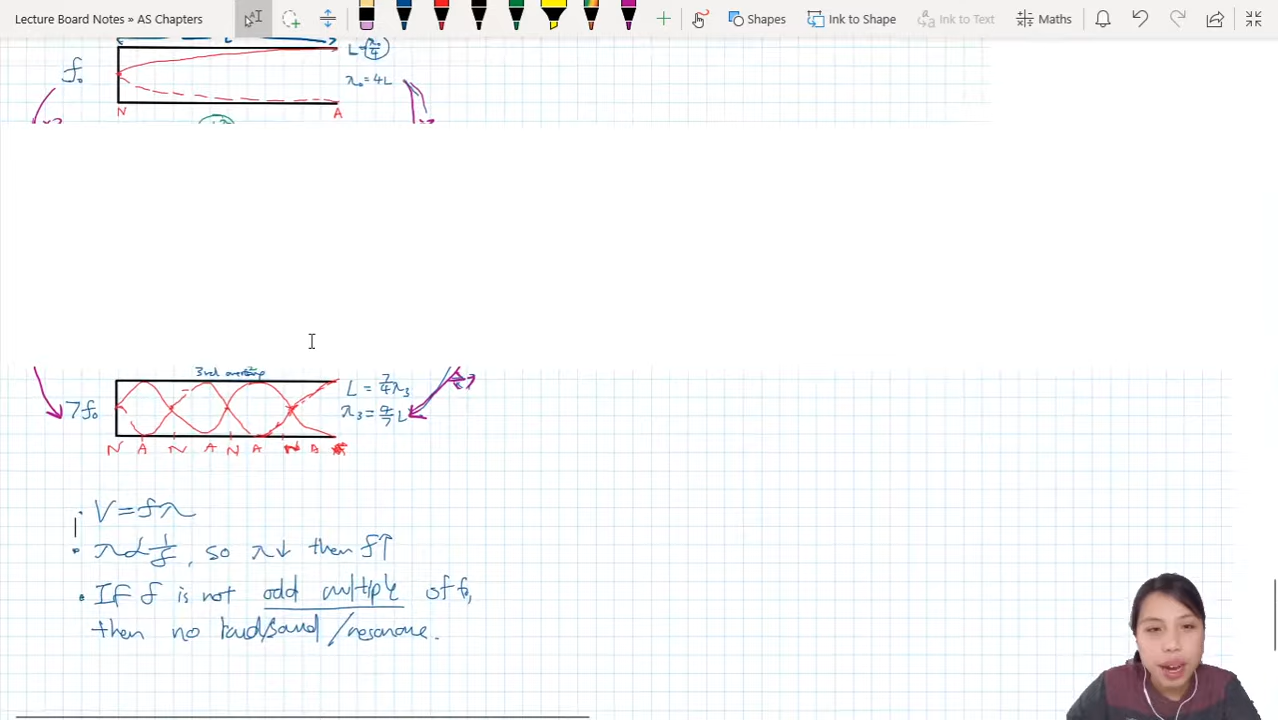 Lecture Board Notes » AS Chapters
Shapes
Ink to Shape
Ink to Text
Maths
L = λ/4
f₀
λ₀ = 4L
N A
3rd overtone
L = 7/4 λ₃
7f₀
λ₃ = 4/7 L
N A N A N A N A
V = fλ
λ ∝ 1/f, so λ↓ then f↑
If f is not odd multiple of f₀,
then no loud sound / resonance.